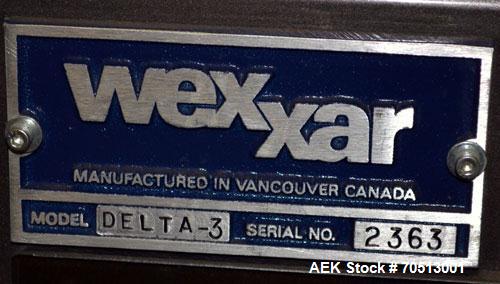 wexxar
MANUFACTURED IN VANCOUVER CANADA
MODEL DELTA-3 SERIAL NO. 2363
AEK Stock # 70513001